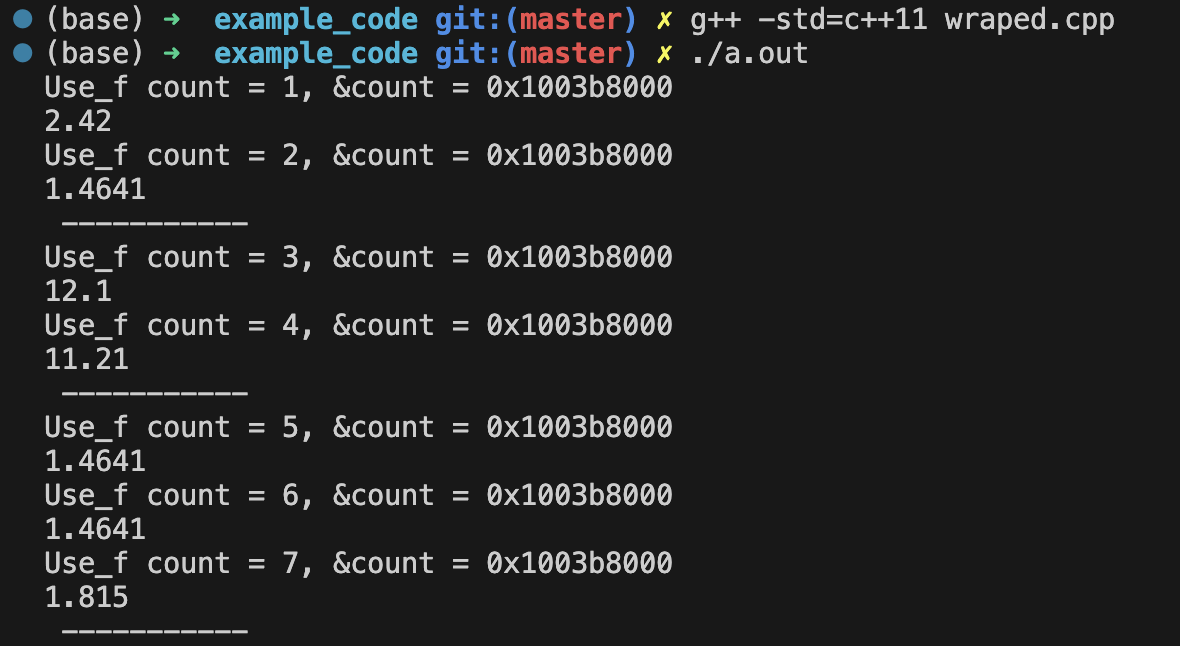 (base) ➜ example_code git:(master) ✗ g++ -std=c++11 wraped.cpp
(base) ➜ example_code git:(master) ✗ ./a.out
Use_f count = 1, &count = 0x1003b8000
2.42
Use_f count = 2, &count = 0x1003b8000
1.4641
-----------
Use_f count = 3, &count = 0x1003b8000
12.1
Use_f count = 4, &count = 0x1003b8000
11.21
-----------
Use_f count = 5, &count = 0x1003b8000
1.4641
Use_f count = 6, &count = 0x1003b8000
1.4641
Use_f count = 7, &count = 0x1003b8000
1.815
-----------